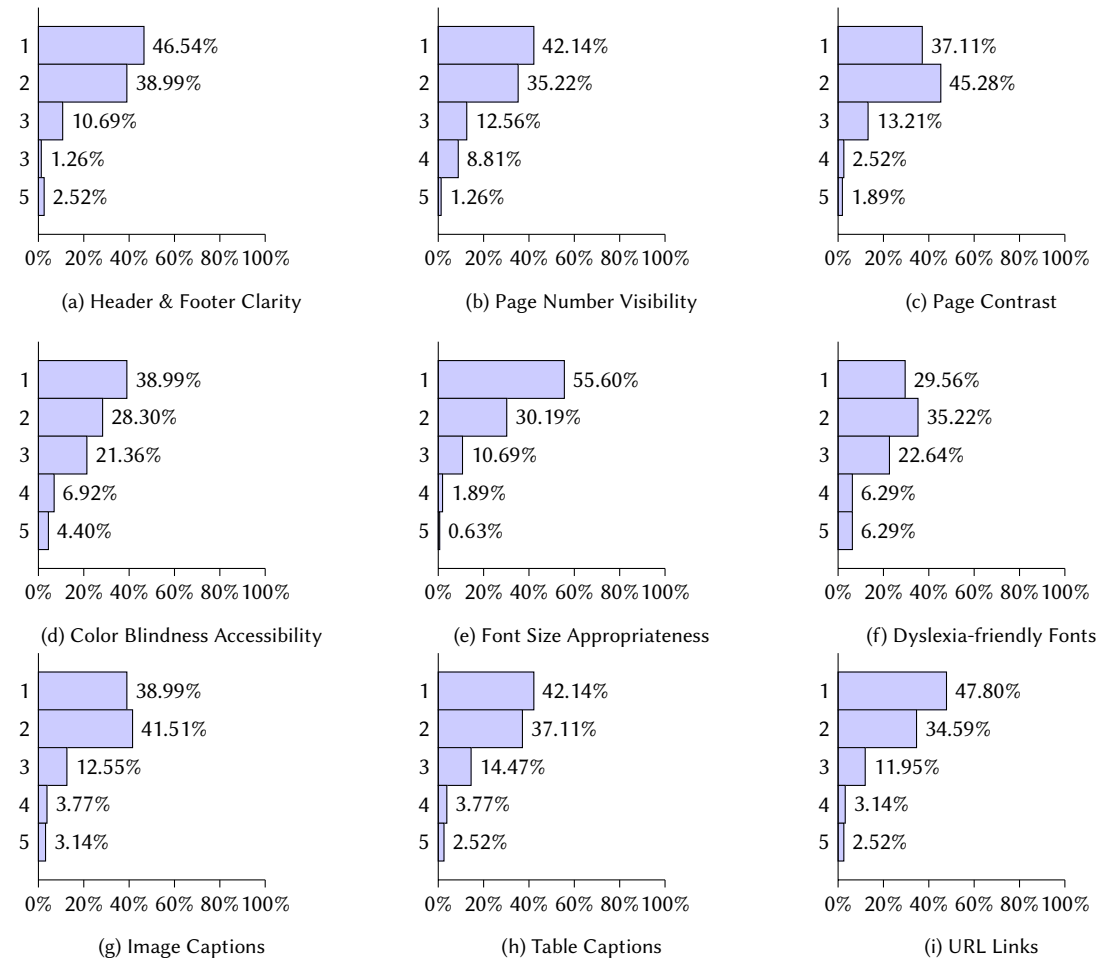 1 46.54%
2 38.99%
3 10.69%
3 1.26%
5 2.52%
0% 20% 40% 60% 80% 100%
(a) Header & Footer Clarity
1 42.14%
2 35.22%
3 12.56%
4 8.81%
5 1.26%
0% 20% 40% 60% 80% 100%
(b) Page Number Visibility
1 37.11%
2 45.28%
3 13.21%
4 2.52%
5 1.89%
0% 20% 40% 60% 80% 100%
(c) Page Contrast
1 38.99%
2 28.30%
3 21.36%
4 6.92%
5 4.40%
0% 20% 40% 60% 80% 100%
(d) Color Blindness Accessibility
1 55.60%
2 30.19%
3 10.69%
4 1.89%
5 0.63%
0% 20% 40% 60% 80% 100%
(e) Font Size Appropriateness
1 29.56%
2 35.22%
3 22.64%
4 6.29%
5 6.29%
0% 20% 40% 60% 80% 100%
(f) Dyslexia-friendly Fonts
1 38.99%
2 41.51%
3 12.55%
4 3.77%
5 3.14%
0% 20% 40% 60% 80% 100%
(g) Image Captions
1 42.14%
2 37.11%
3 14.47%
4 3.77%
5 2.52%
0% 20% 40% 60% 80% 100%
(h) Table Captions
1 47.80%
2 34.59%
3 11.95%
4 3.14%
5 2.52%
0% 20% 40% 60% 80% 100%
(i) URL Links